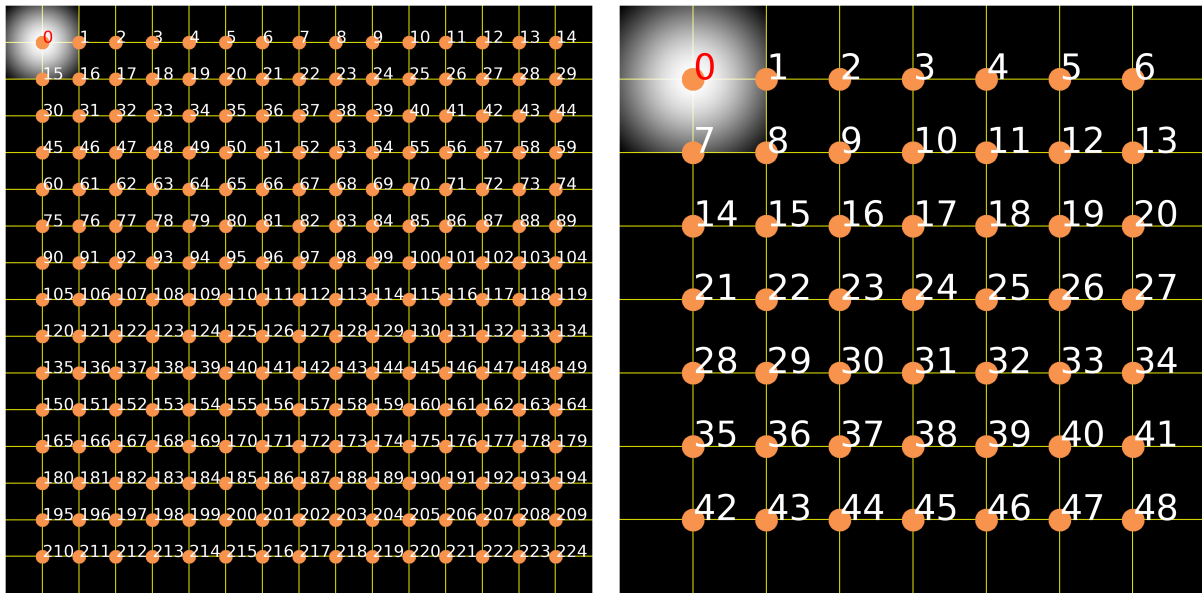 0 1 2 3 4 5 6 7 8 9 10 11 12 13 14
15 16 17 18 19 20 21 22 23 24 25 26 27 28 29
30 31 32 33 34 35 36 37 38 39 40 41 42 43 44
45 46 47 48 49 50 51 52 53 54 55 56 57 58 59
60 61 62 63 64 65 66 67 68 69 70 71 72 73 74
75 76 77 78 79 80 81 82 83 84 85 86 87 88 89
90 91 92 93 94 95 96 97 98 99 100 101 102 103 104
105 106 107 108 109 110 111 112 113 114 115 116 117 118 119
120 121 122 123 124 125 126 127 128 129 130 131 132 133 134
135 136 137 138 139 140 141 142 143 144 145 146 147 148 149
150 151 152 153 154 155 156 157 158 159 160 161 162 163 164
165 166 167 168 169 170 171 172 173 174 175 176 177 178 179
180 181 182 183 184 185 186 187 188 189 190 191 192 193 194
195 196 197 198 199 200 201 202 203 204 205 206 207 208 209
210 211 212 213 214 215 216 217 218 219 220 221 222 223 224
0 1 2 3 4 5 6
7 8 9 10 11 12 13
14 15 16 17 18 19 20
21 22 23 24 25 26 27
28 29 30 31 32 33 34
35 36 37 38 39 40 41
42 43 44 45 46 47 48